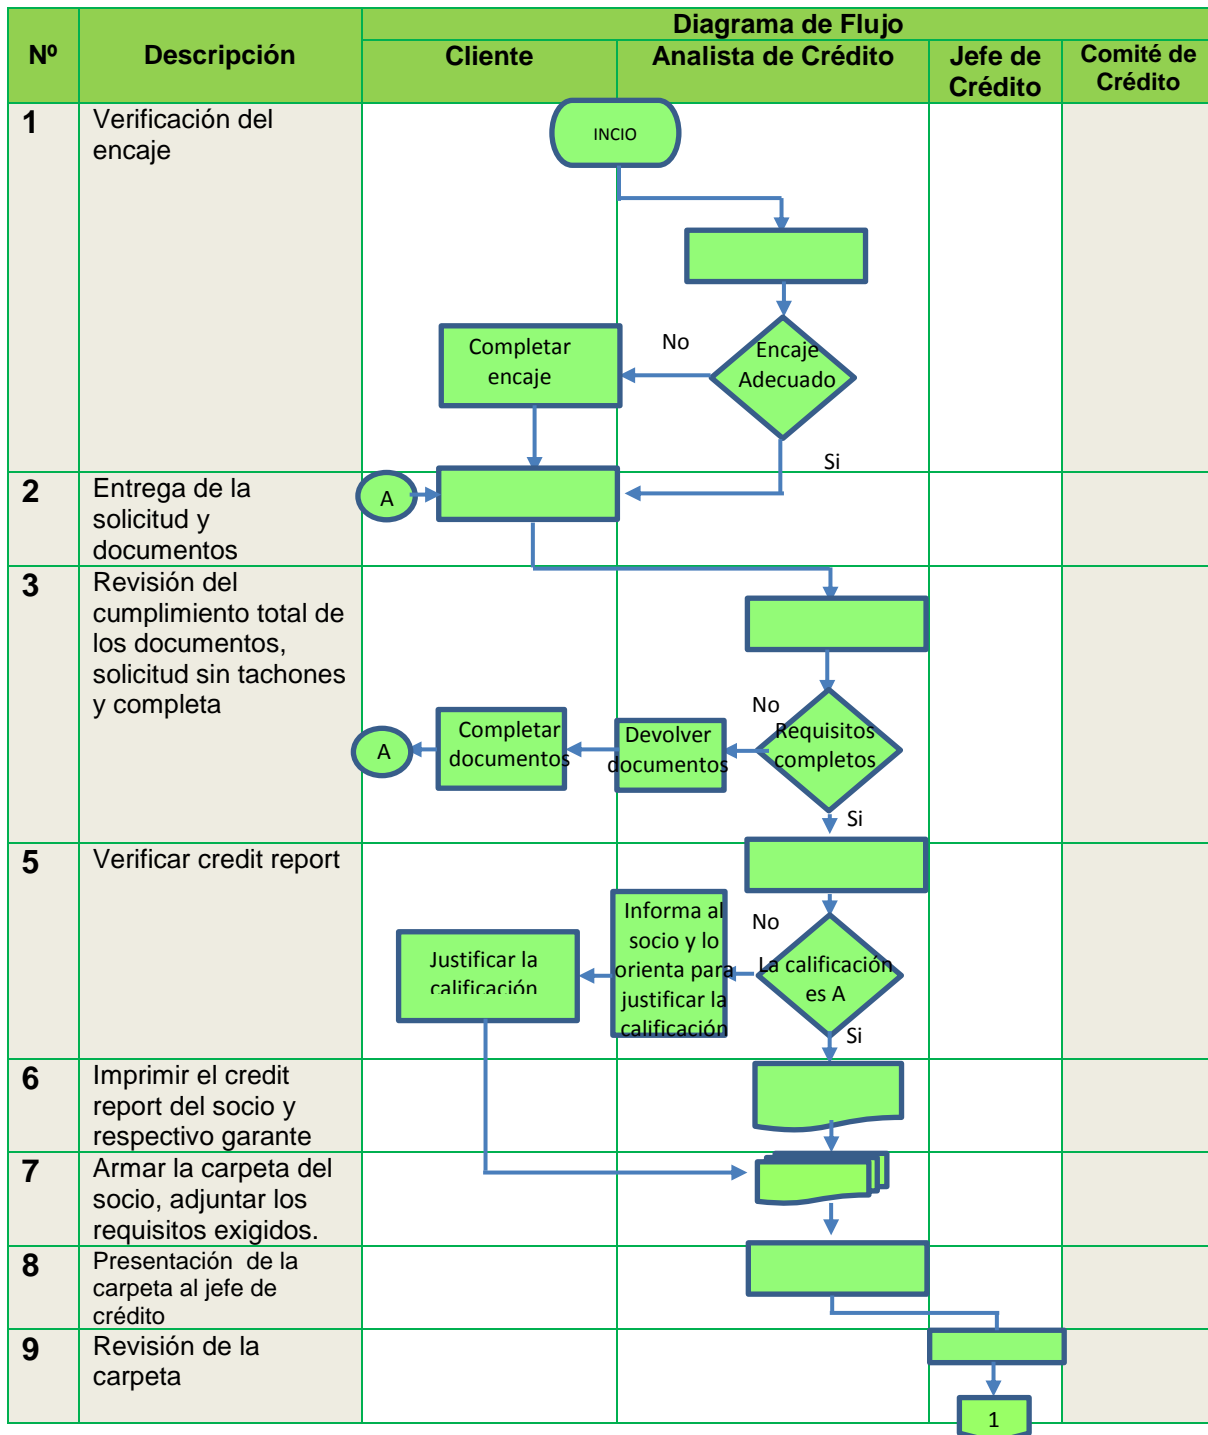 Nº
Descripción
Diagrama de Flujo
Cliente
Analista de Crédito
Jefe de
Crédito
Comité de
Crédito
1
Verificación del
encaje
INCIO
Completar
encaje
No
Encaje
Adecuado
Si
2
Entrega de la
solicitud y
documentos
A
3
Revisión del
cumplimiento total de
los documentos,
solicitud sin tachones
y completa
A
Completar
documentos
Devolver
documentos
No
Requisitos
completos
Si
5
Verificar credit report
Justificar la
calificación
Informa al
socio y lo
orienta para
justificar la
calificación
No
La calificación
es A
Si
6
Imprimir el credit
report del socio y
respectivo garante
7
Armar la carpeta del
socio, adjuntar los
requisitos exigidos.
8
Presentación de la
carpeta al jefe de
crédito
9
Revisión de la
carpeta
1